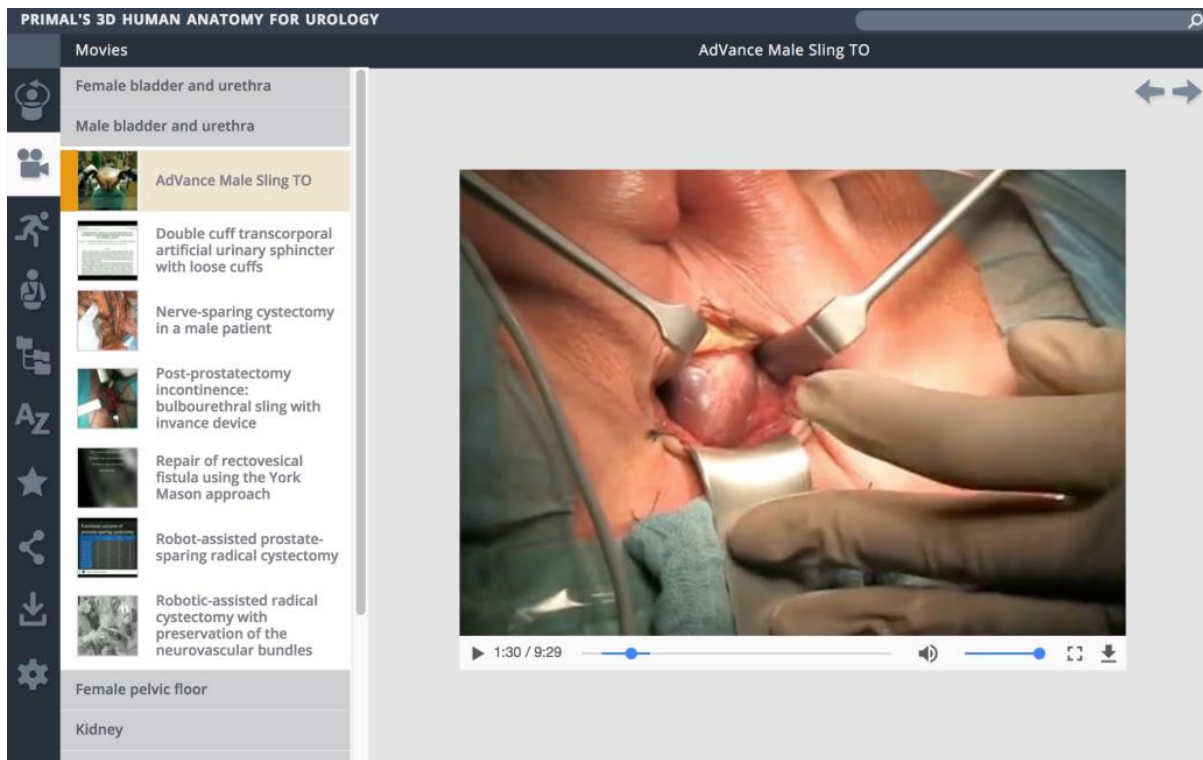 PRIMAL'S 3D HUMAN ANATOMY FOR UROLOGY
Movies
AdVance Male Sling TO
Female bladder and urethra
Male bladder and urethra
AdVance Male Sling TO
Double cuff transcorporal
artificial urinary sphincter
with loose cuffs
Nerve-sparing cystectomy
in a male patient
Post-prostatectomy
incontinence:
bulbourethral sling with
invance device
Repair of rectovesical
fistula using the York
Mason approach
Robot-assisted prostate-
sparing radical cystectomy
Robotic-assisted radical
cystectomy with
preservation of the
neurovascular bundles
Female pelvic floor
Kidney
AZ
1:30 / 9:29